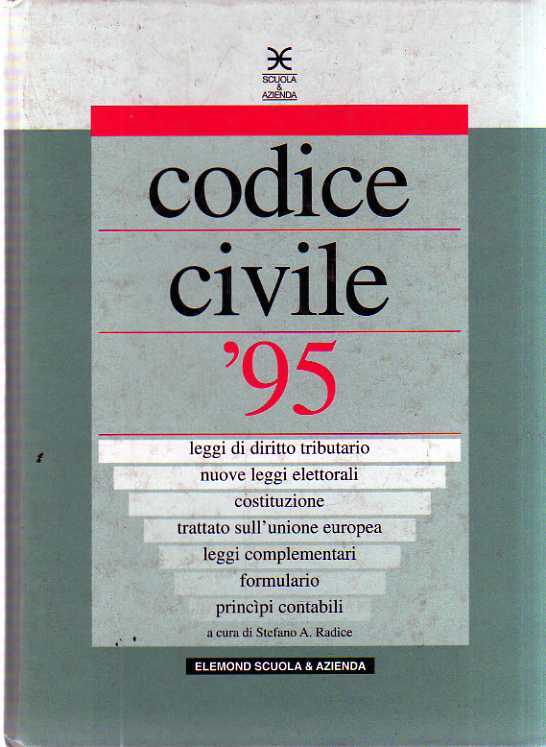 SCUOLA
&
AZIENDA
codice
civile
'95
leggi di diritto tributario
nuove leggi elettorali
costituzione
trattato sull'unione europea
leggi complementari
formulario
princìpi contabili
a cura di Stefano A. Radice
ELEMOND SCUOLA & AZIENDA